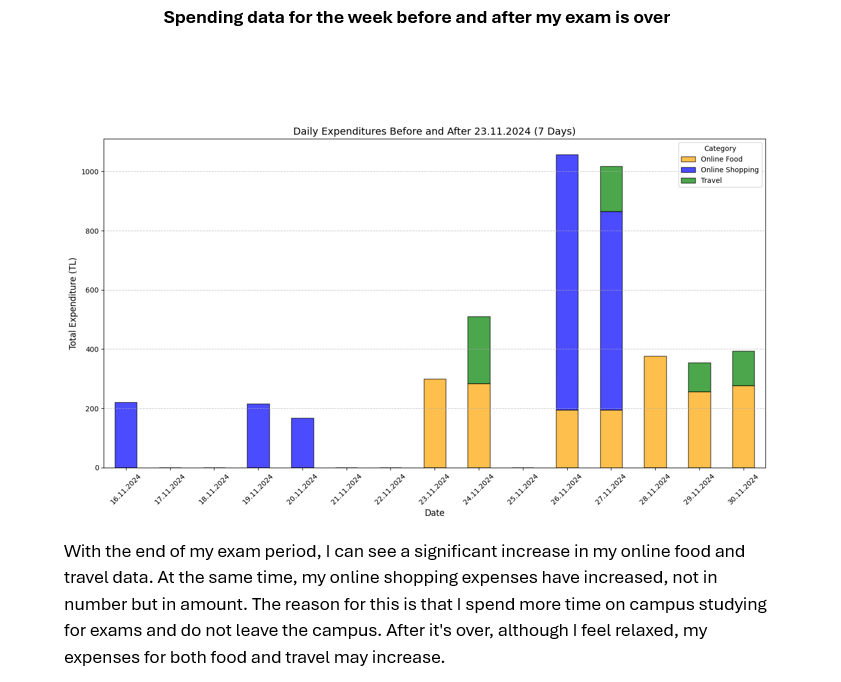 Spending data for the week before and after my exam is over
Daily Expenditures Before and After 23.11.2024 (7 Days)
Category
Online Food
Online Shopping
Travel
Total Expenditure (TL)
1000
800
600
400
200
0
16.11.2024
17.11.2024
18.11.2024
19.11.2024
20.11.2024
21.11.2024
22.11.2024
23.11.2024
24.11.2024
25.11.2024
26.11.2024
27.11.2024
28.11.2024
29.11.2024
30.11.2024
Date
With the end of my exam period, I can see a significant increase in my online food and
travel data. At the same time, my online shopping expenses have increased, not in
number but in amount. The reason for this is that I spend more time on campus studying
for exams and do not leave the campus. After it's over, although I feel relaxed, my
expenses for both food and travel may increase.